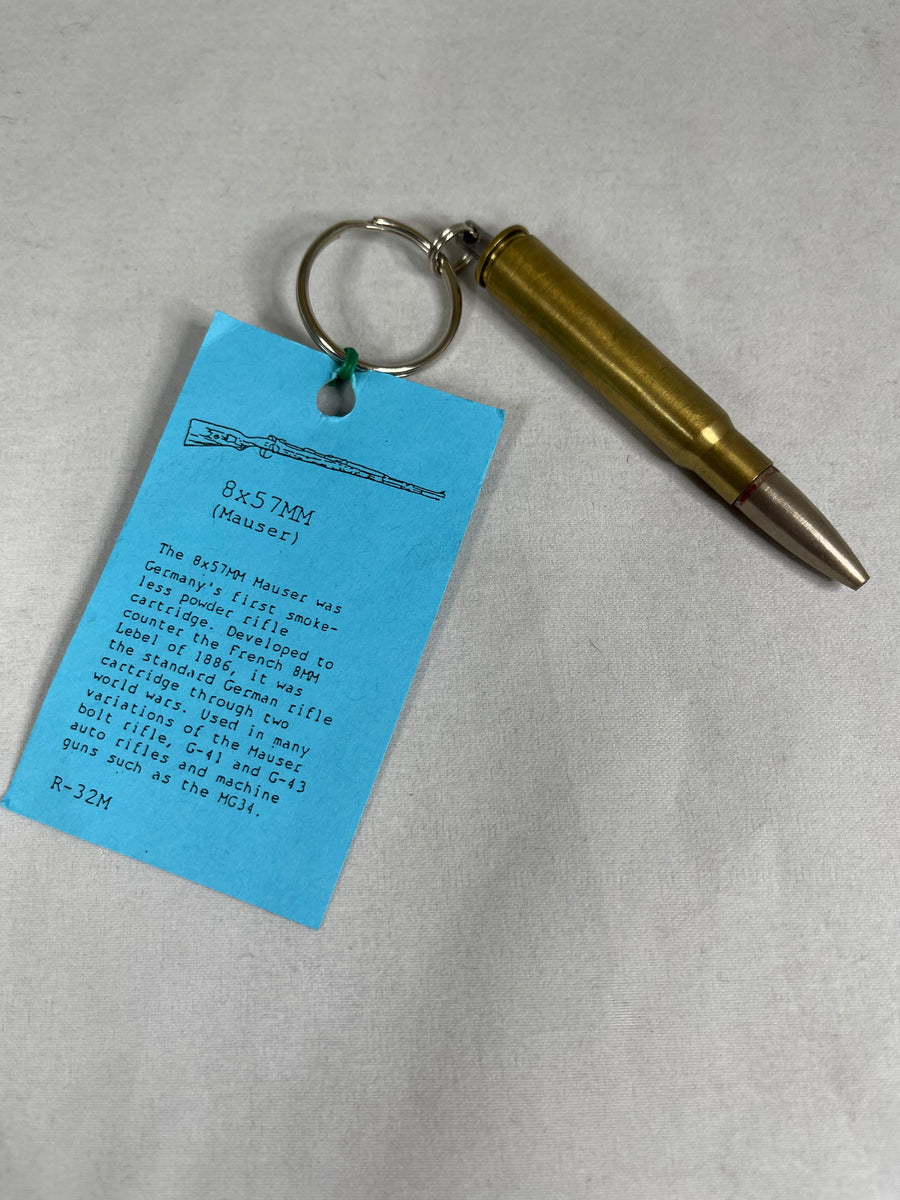 8x57MM
(Mauser)
The 8x57MM Mauser was
Germany's first smoke-
less powder rifle
cartridge. Developed to
counter the French 8MM
Lebel of 1886, it was
the standard German rifle
cartridge through two
world wars. Used in many
variations of the Mauser
bolt rifle, G-41 and G-43
auto rifles and machine
guns such as the MG34.
R-32M